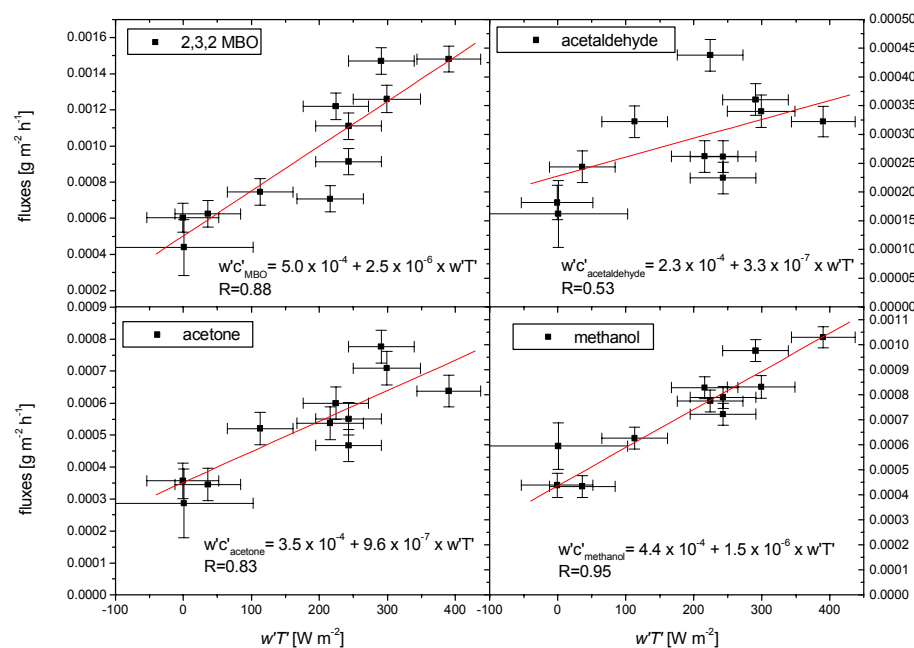 2,3,2 MBO
acetaldehyde
0.0016
0.0014
0.0012
0.0010
0.0008
0.0006
0.0004
0.0002
fluxes [g m-2 h-1]
w'c'MBO= 5.0 x 10-4 + 2.5 x 10-6 x w'T'
R=0.88
0.00050
0.00045
0.00040
0.00035
0.00030
0.00025
0.00020
0.00015
0.00010
0.00005
0.00000
w'c'acetaldehyde = 2.3 x 10-4 + 3.3 x 10-7 x w'T'
R=0.53
acetone
methanol
0.0009
0.0008
0.0007
0.0006
0.0005
0.0004
0.0003
0.0002
0.0001
0.0000
fluxes [g m-2 h-1]
w'c'acetone= 3.5 x 10-4 + 9.6 x 10-7 x w'T'
R=0.83
0.0011
0.0010
0.0009
0.0008
0.0007
0.0006
0.0005
0.0004
0.0003
0.0002
0.0001
0.0000
w'c'methanol= 4.4 x 10-4 + 1.5 x 10-6 x w'T'
R=0.95
-100 0 100 200 300 400
0 100 200 300 400
w'T' [W m-2]
w'T' [W m-2]